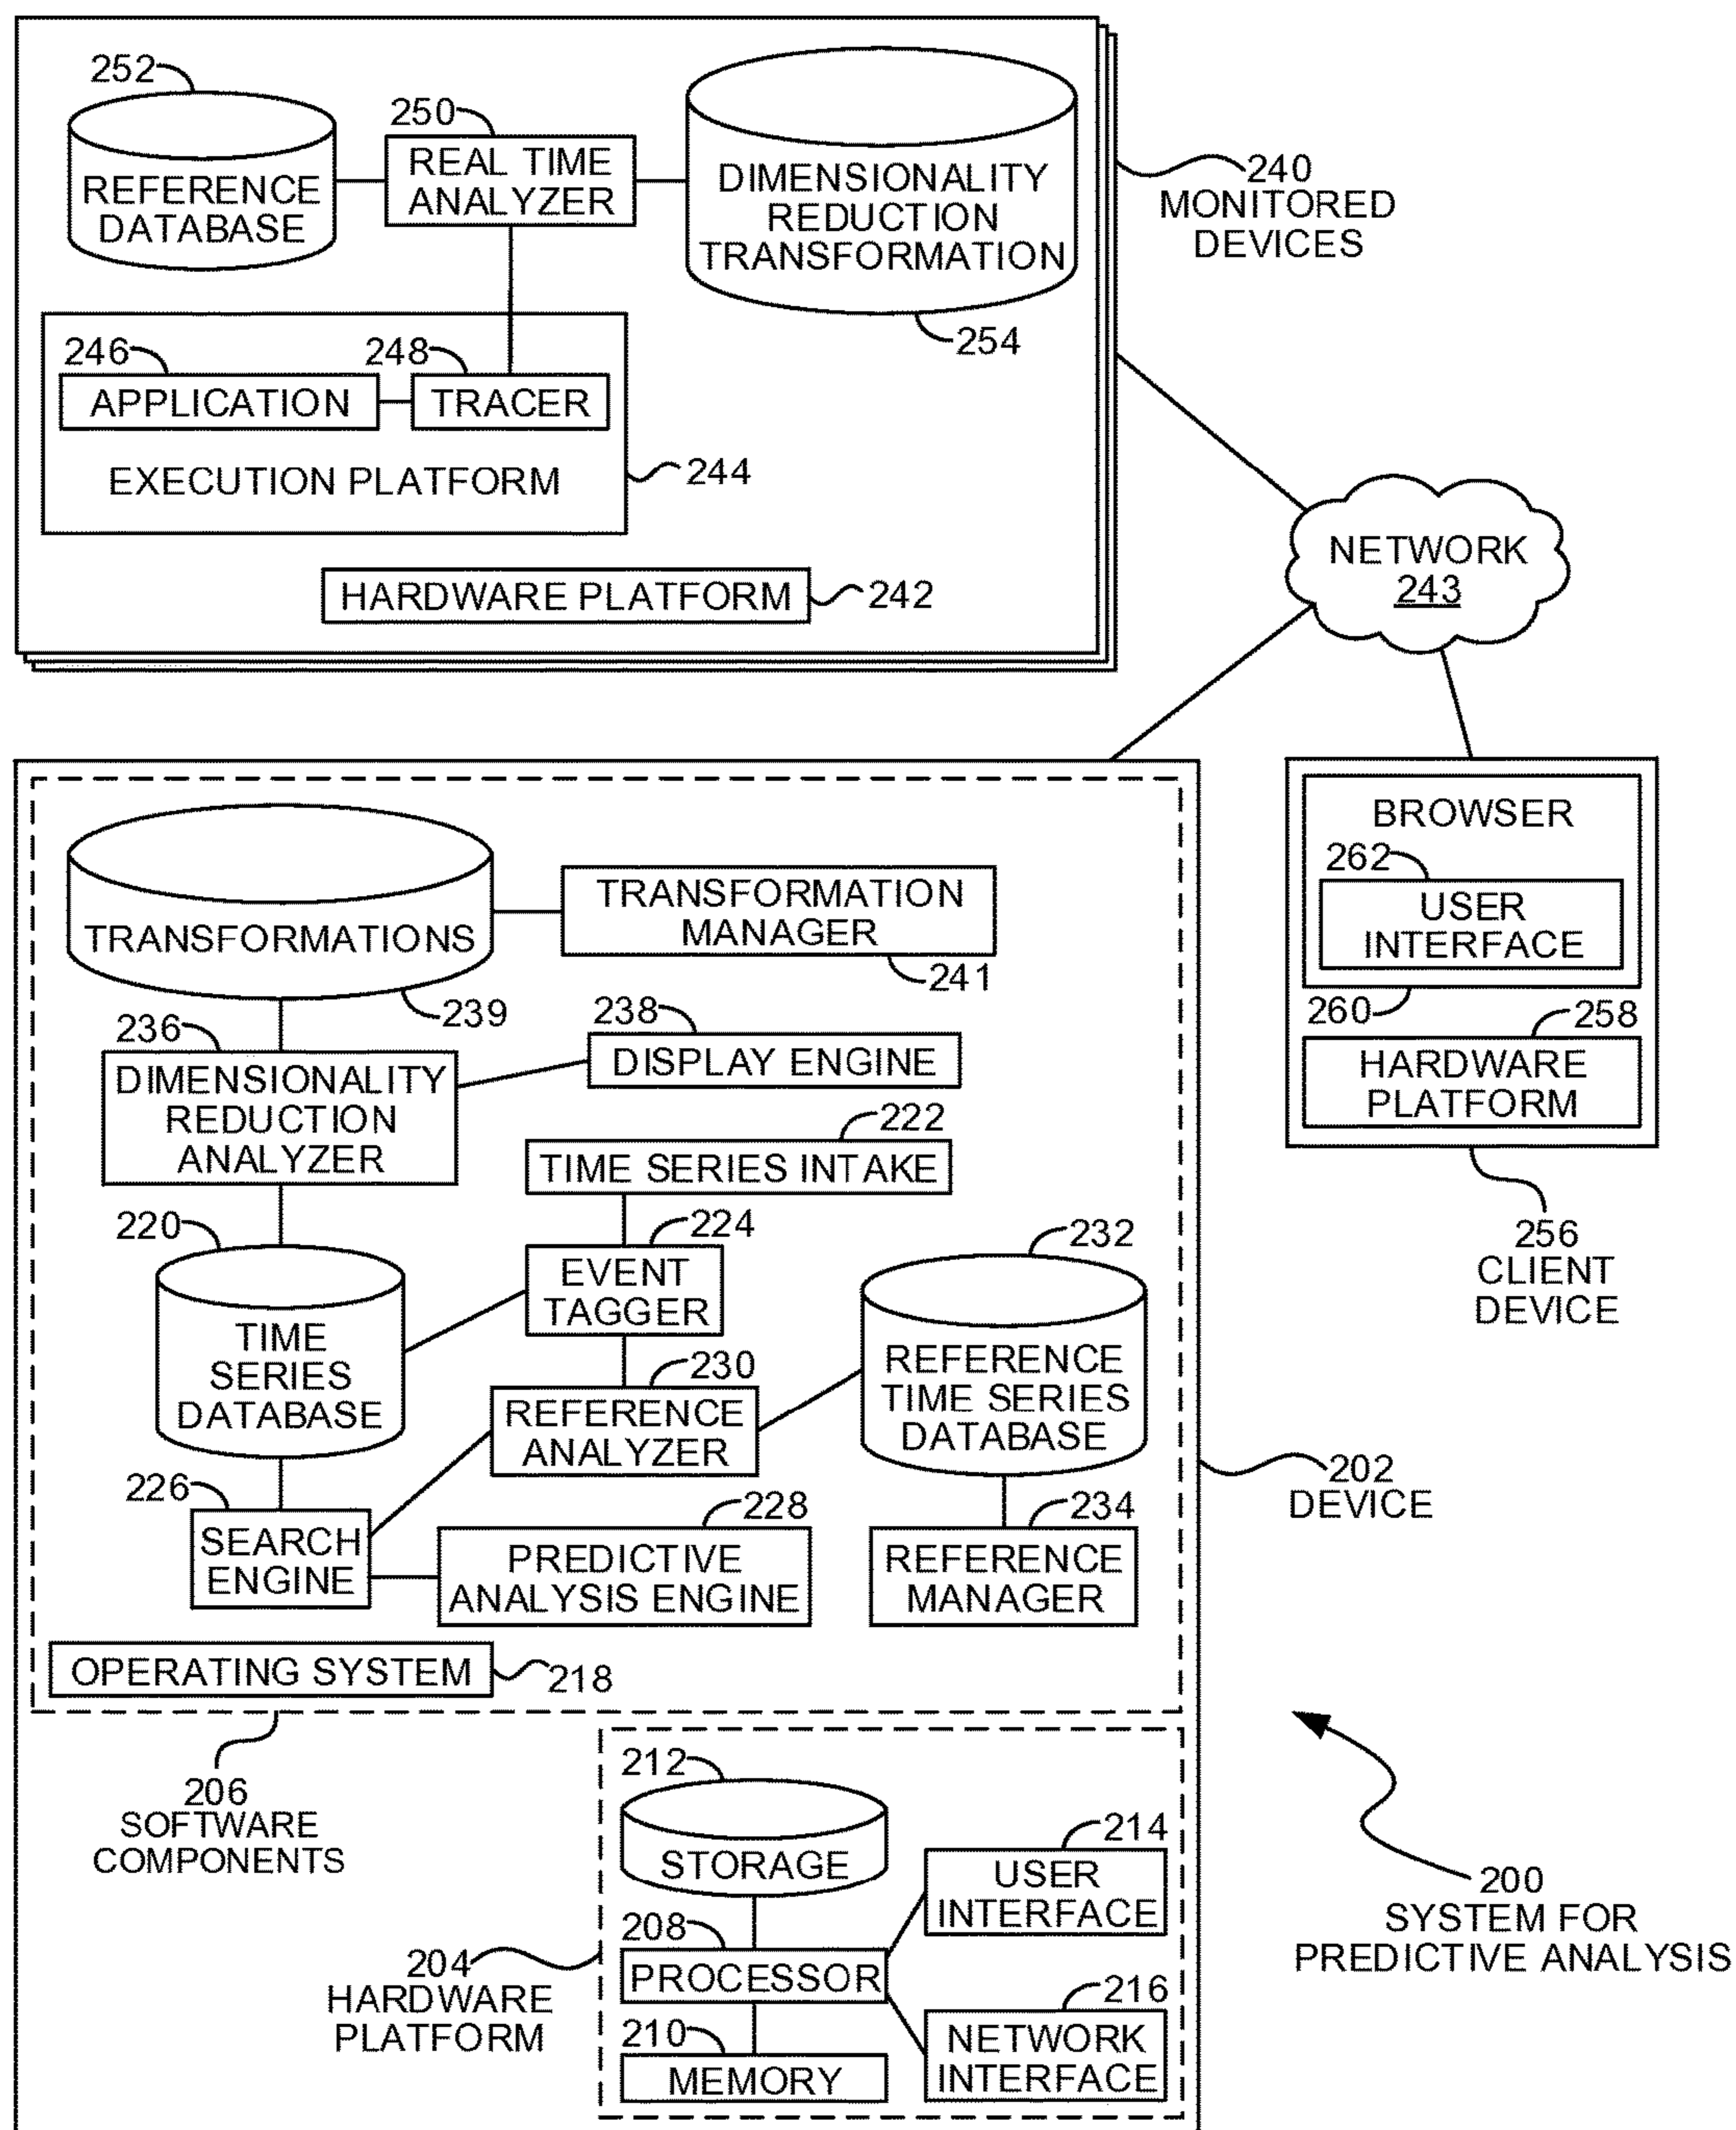 252
REFERENCE
DATABASE
250
REAL TIME
ANALYZER
DIMENSIONALITY
REDUCTION
TRANSFORMATION
254
240
MONITORED
DEVICES
246
APPLICATION
248
TRACER
EXECUTION PLATFORM
244
HARDWARE PLATFORM
242
NETWORK
243
TRANSFORMATIONS
239
TRANSFORMATION
MANAGER
241
236
DIMENSIONALITY
REDUCTION
ANALYZER
238
DISPLAY ENGINE
222
TIME SERIES INTAKE
220
TIME
SERIES
DATABASE
224
EVENT
TAGGER
232
REFERENCE
TIME SERIES
DATABASE
230
REFERENCE
ANALYZER
226
SEARCH
ENGINE
228
PREDICTIVE
ANALYSIS ENGINE
234
REFERENCE
MANAGER
OPERATING SYSTEM
218
BROWSER
262
USER
INTERFACE
260
258
HARDWARE
PLATFORM
256
CLIENT
DEVICE
202
DEVICE
206
SOFTWARE
COMPONENTS
212
STORAGE
214
USER
INTERFACE
208
PROCESSOR
204
HARDWARE
PLATFORM
216
NETWORK
INTERFACE
210
MEMORY
200
SYSTEM FOR
PREDICTIVE ANALYSIS